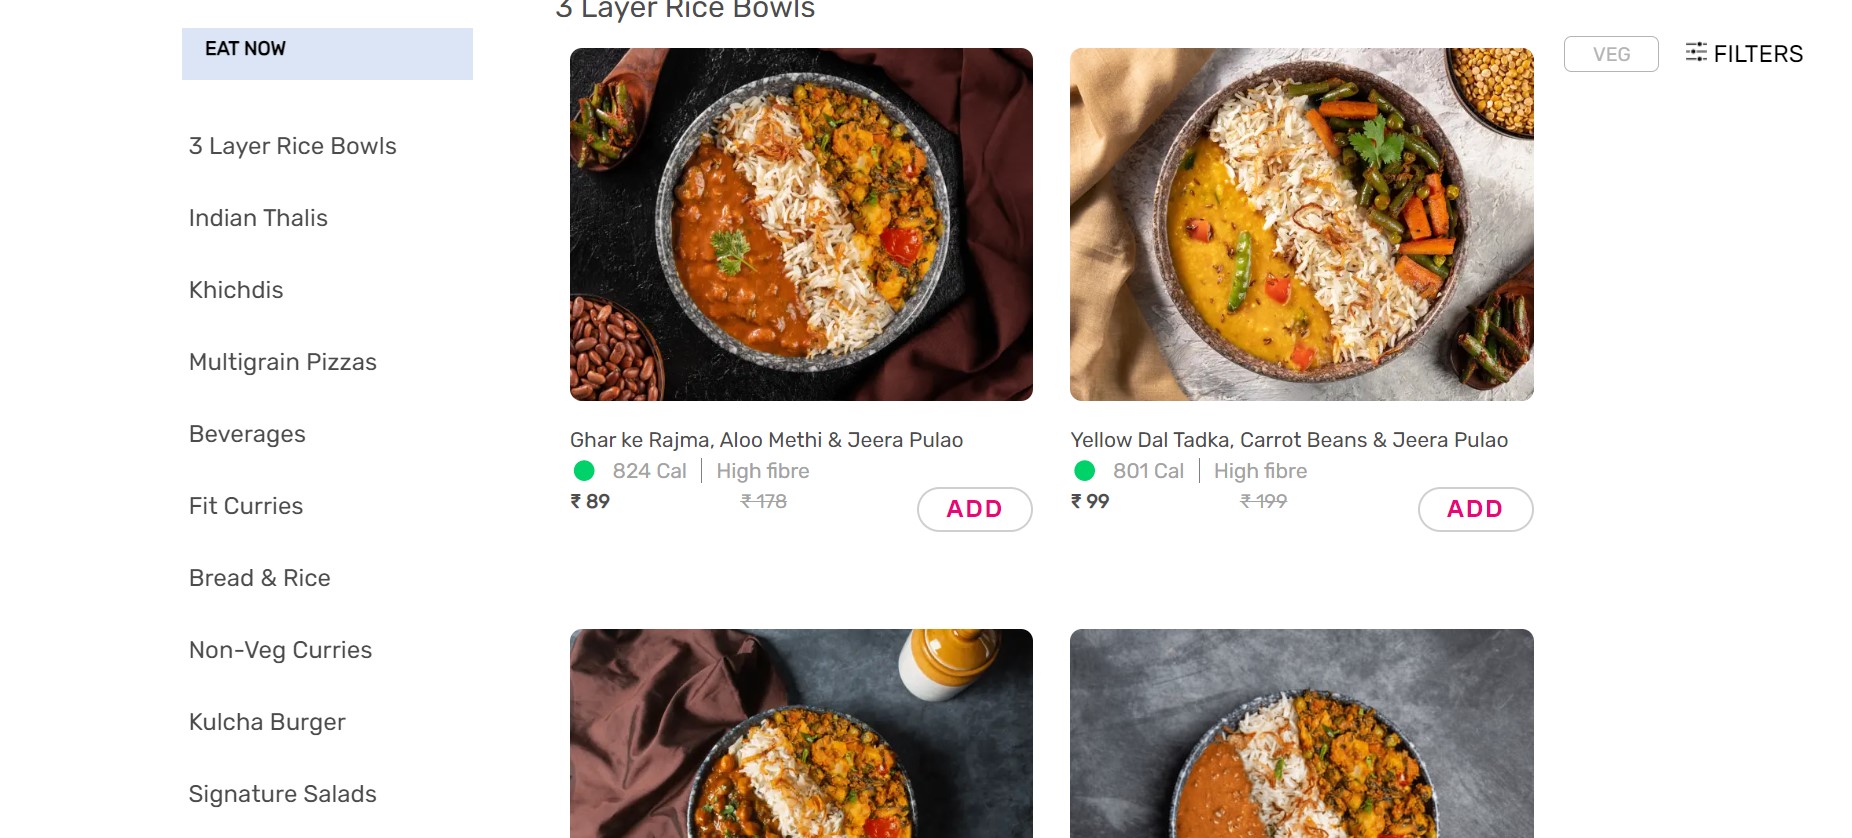 3 Layer Rice Bowls
EAT NOW
VEG
FILTERS
3 Layer Rice Bowls
Indian Thalis
Khichdis
Multigrain Pizzas
Beverages
Fit Curries
Bread & Rice
Non-Veg Curries
Kulcha Burger
Signature Salads
Ghar ke Rajma, Aloo Methi & Jeera Pulao
824 Cal | High fibre
₹ 89 ₹ 178
ADD
Yellow Dal Tadka, Carrot Beans & Jeera Pulao
801 Cal | High fibre
₹ 99 ₹ 199
ADD